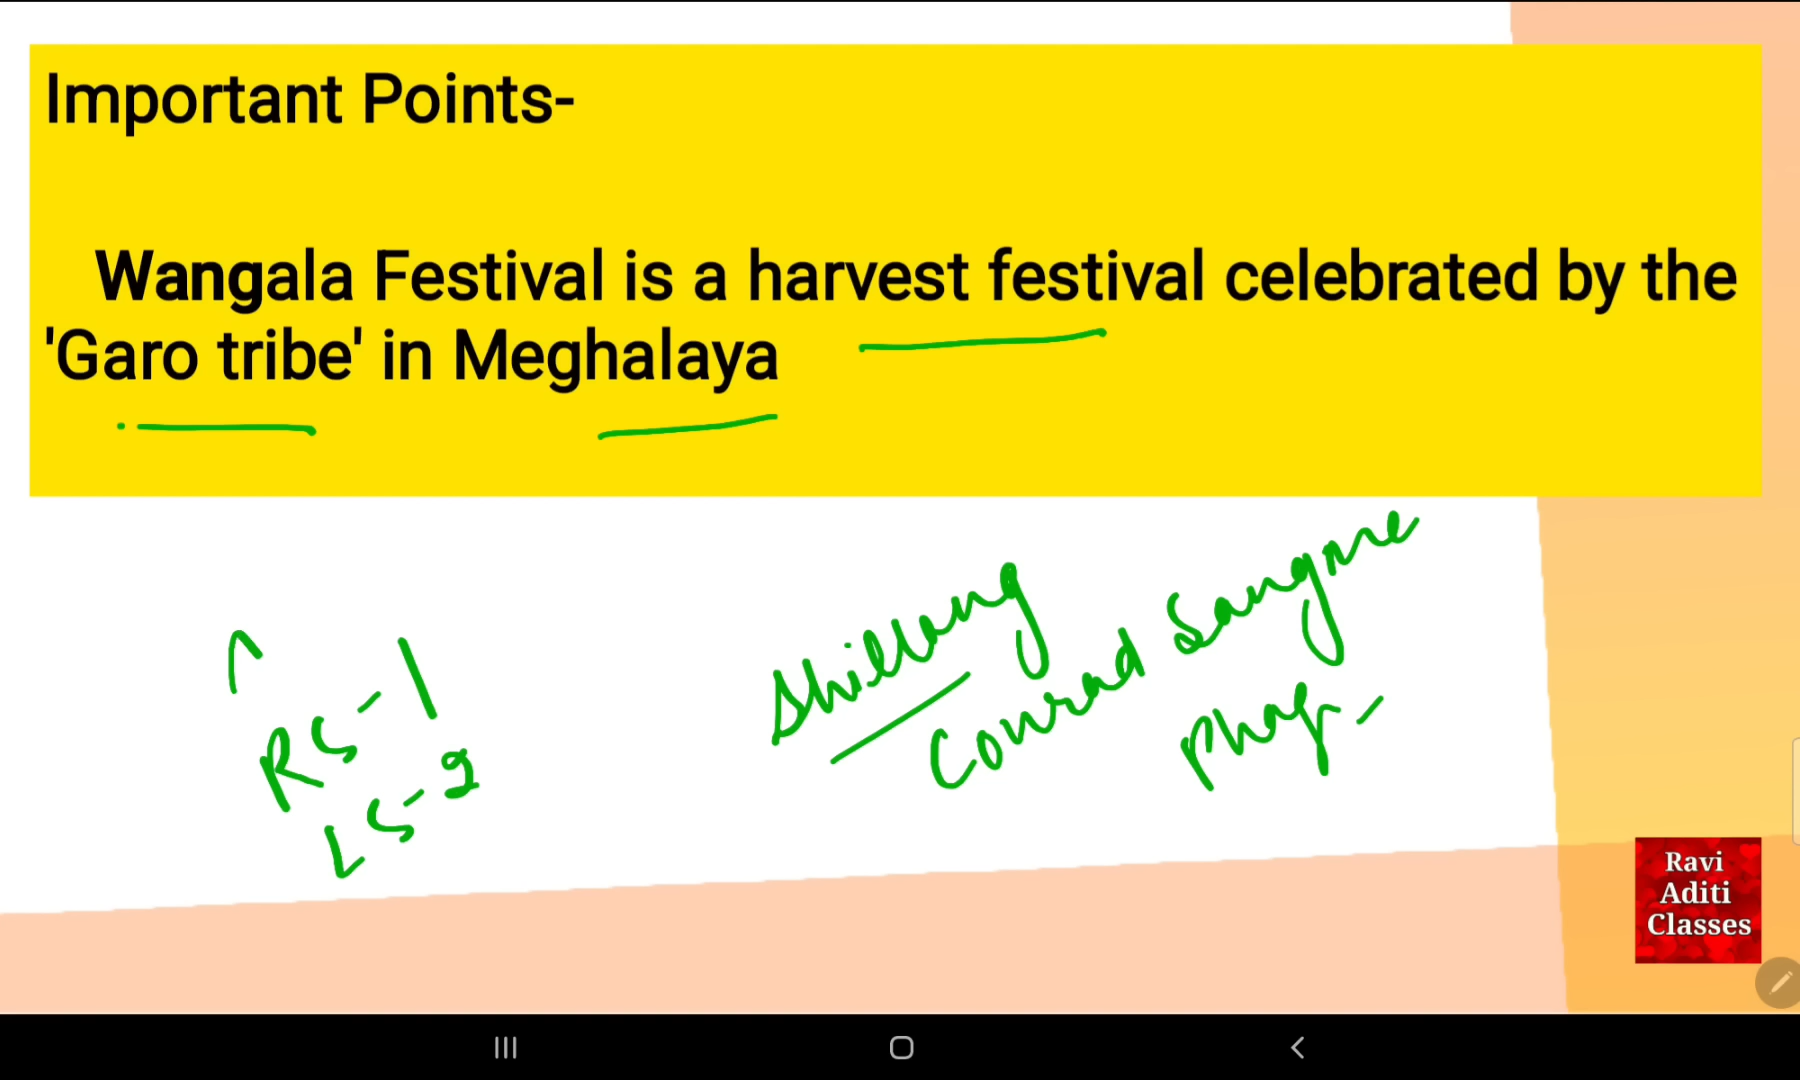 Important Points-
Wangala Festival is a harvest festival celebrated by the
'Garo tribe' in Meghalaya
Shillong
Conrad Sangma
RS-1
LS-2
Ravi
Aditi
Classes